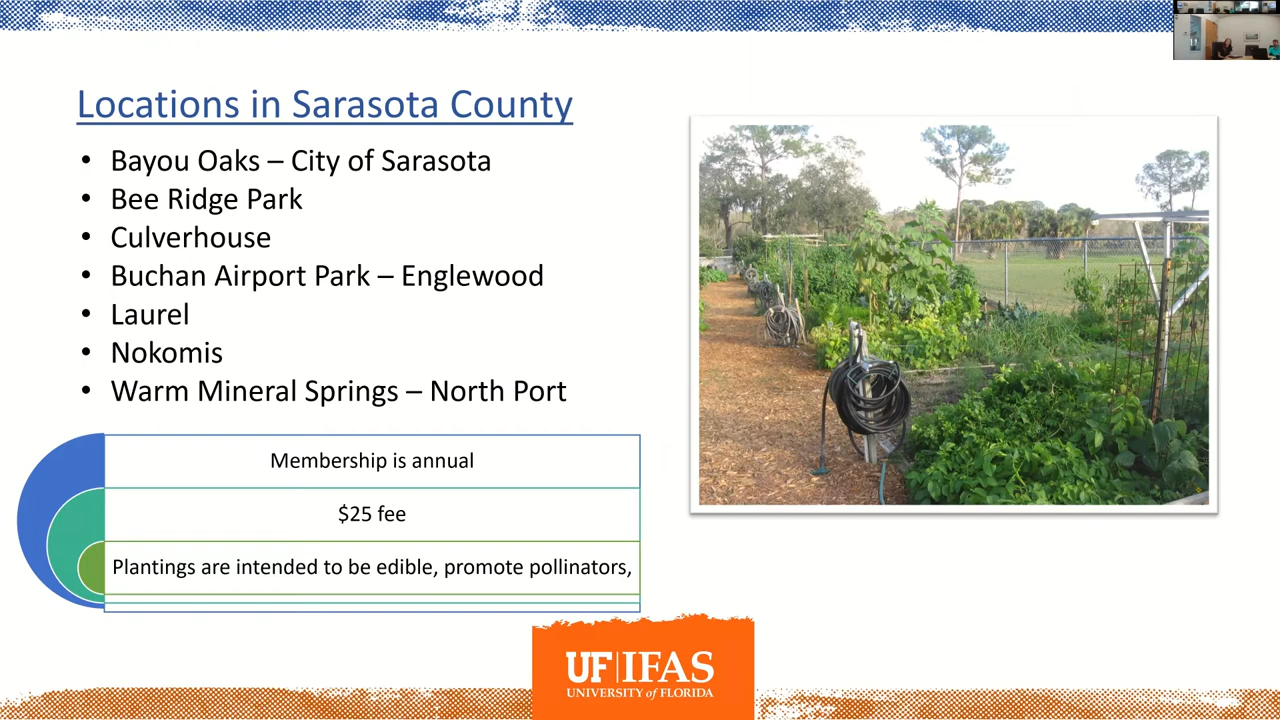 Locations in Sarasota County
• Bayou Oaks – City of Sarasota
• Bee Ridge Park
• Culverhouse
• Buchan Airport Park – Englewood
• Laurel
• Nokomis
• Warm Mineral Springs – North Port
Membership is annual
$25 fee
Plantings are intended to be edible, promote pollinators,
UF|IFAS
UNIVERSITY of FLORIDA